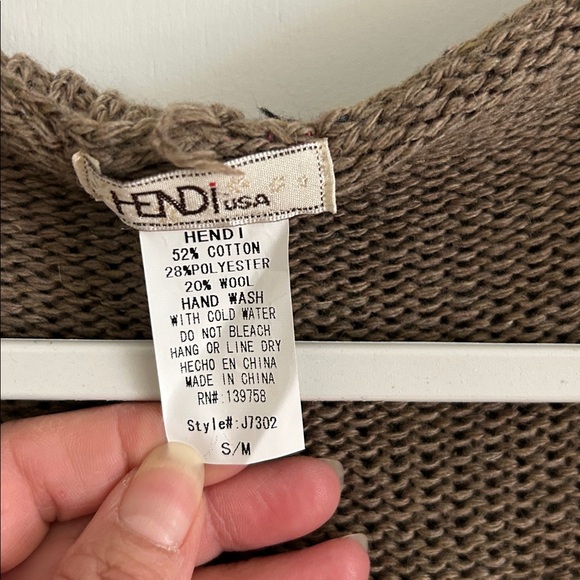 HENDi USA
HENDI
52% COTTON
28%POLYESTER
20% WOOL
HAND WASH
WITH COLD WATER
DO NOT BLEACH
HANG OR LINE DRY
HECHO EN CHINA
MADE IN CHINA
RN#:139758
Style#:J7302
S/M